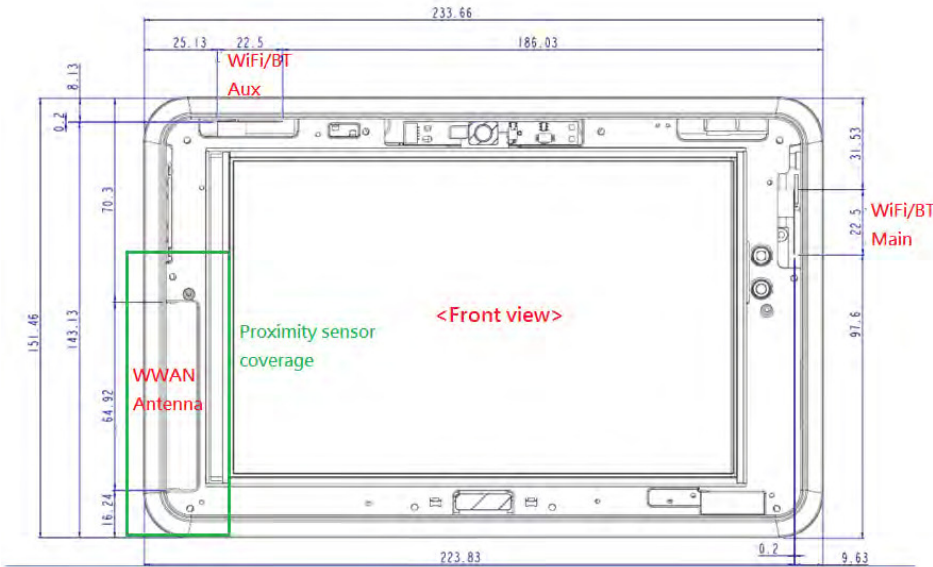 233.66
25.13
22.5
186.03
WiFi/BT
Aux
8.13
0.2
31.53
70.3
22.5
WiFi/BT
Main
<Front view>
Proximity sensor
coverage
151.46
143.13
97.6
WWAN
Antenna
64.92
16.24
0.2
223.83
9.63